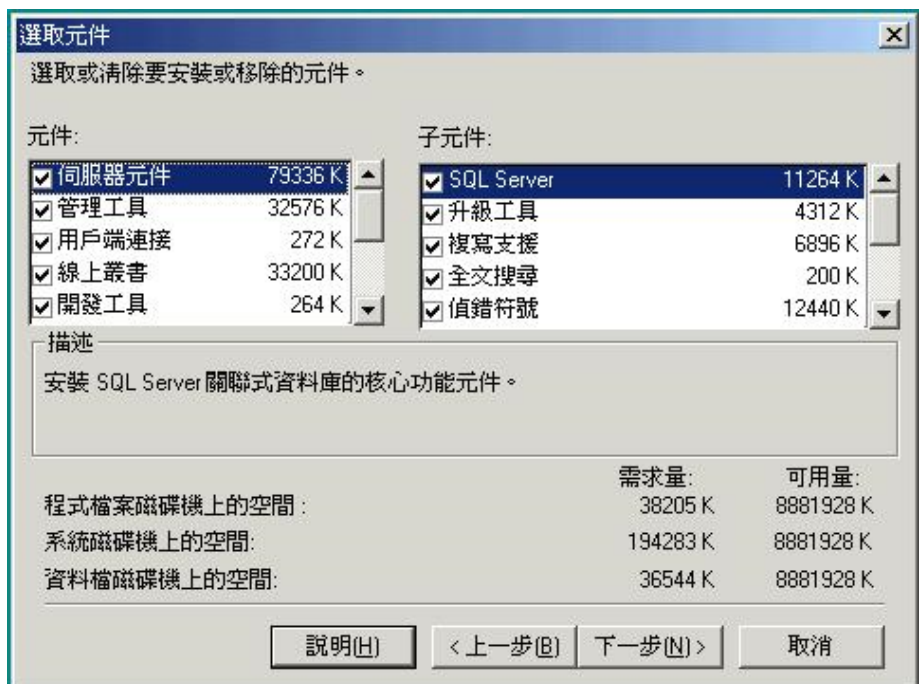 選取元件
選取或清除要安裝或移除的元件。
元件: 子元件:
伺服器元件 79336 K SQL Server 11264 K
管理工具 32576 K 升級工具 4312 K
用戶端連接 272 K 複寫支援 6896 K
線上叢書 33200 K 全文搜尋 200 K
開發工具 264 K 偵錯符號 12440 K
描述
安裝 SQL Server 關聯式資料庫的核心功能元件。
需求量: 可用量:
程式檔案磁碟機上的空間 : 38205 K 8881928 K
系統磁碟機上的空間: 194283 K 8881928 K
資料檔磁碟機上的空間: 36544 K 8881928 K
說明(H) < 上一步(B) 下一步(N) > 取消